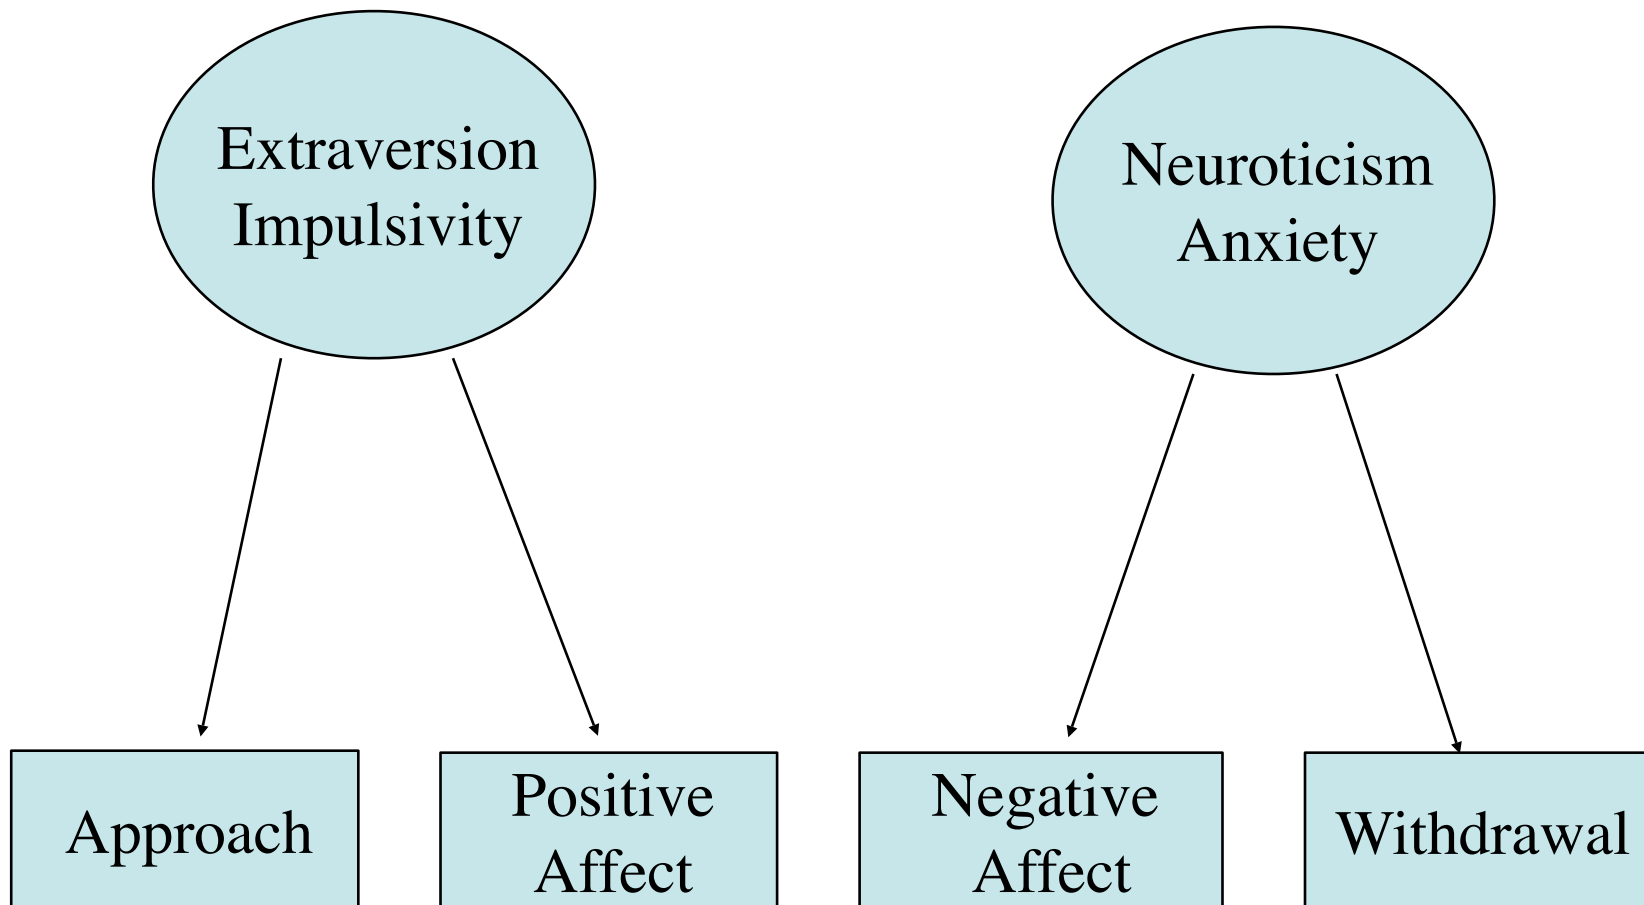 Extraversion
Impulsivity
Neuroticism
Anxiety
Approach
Positive
Affect
Negative
Affect
Withdrawal